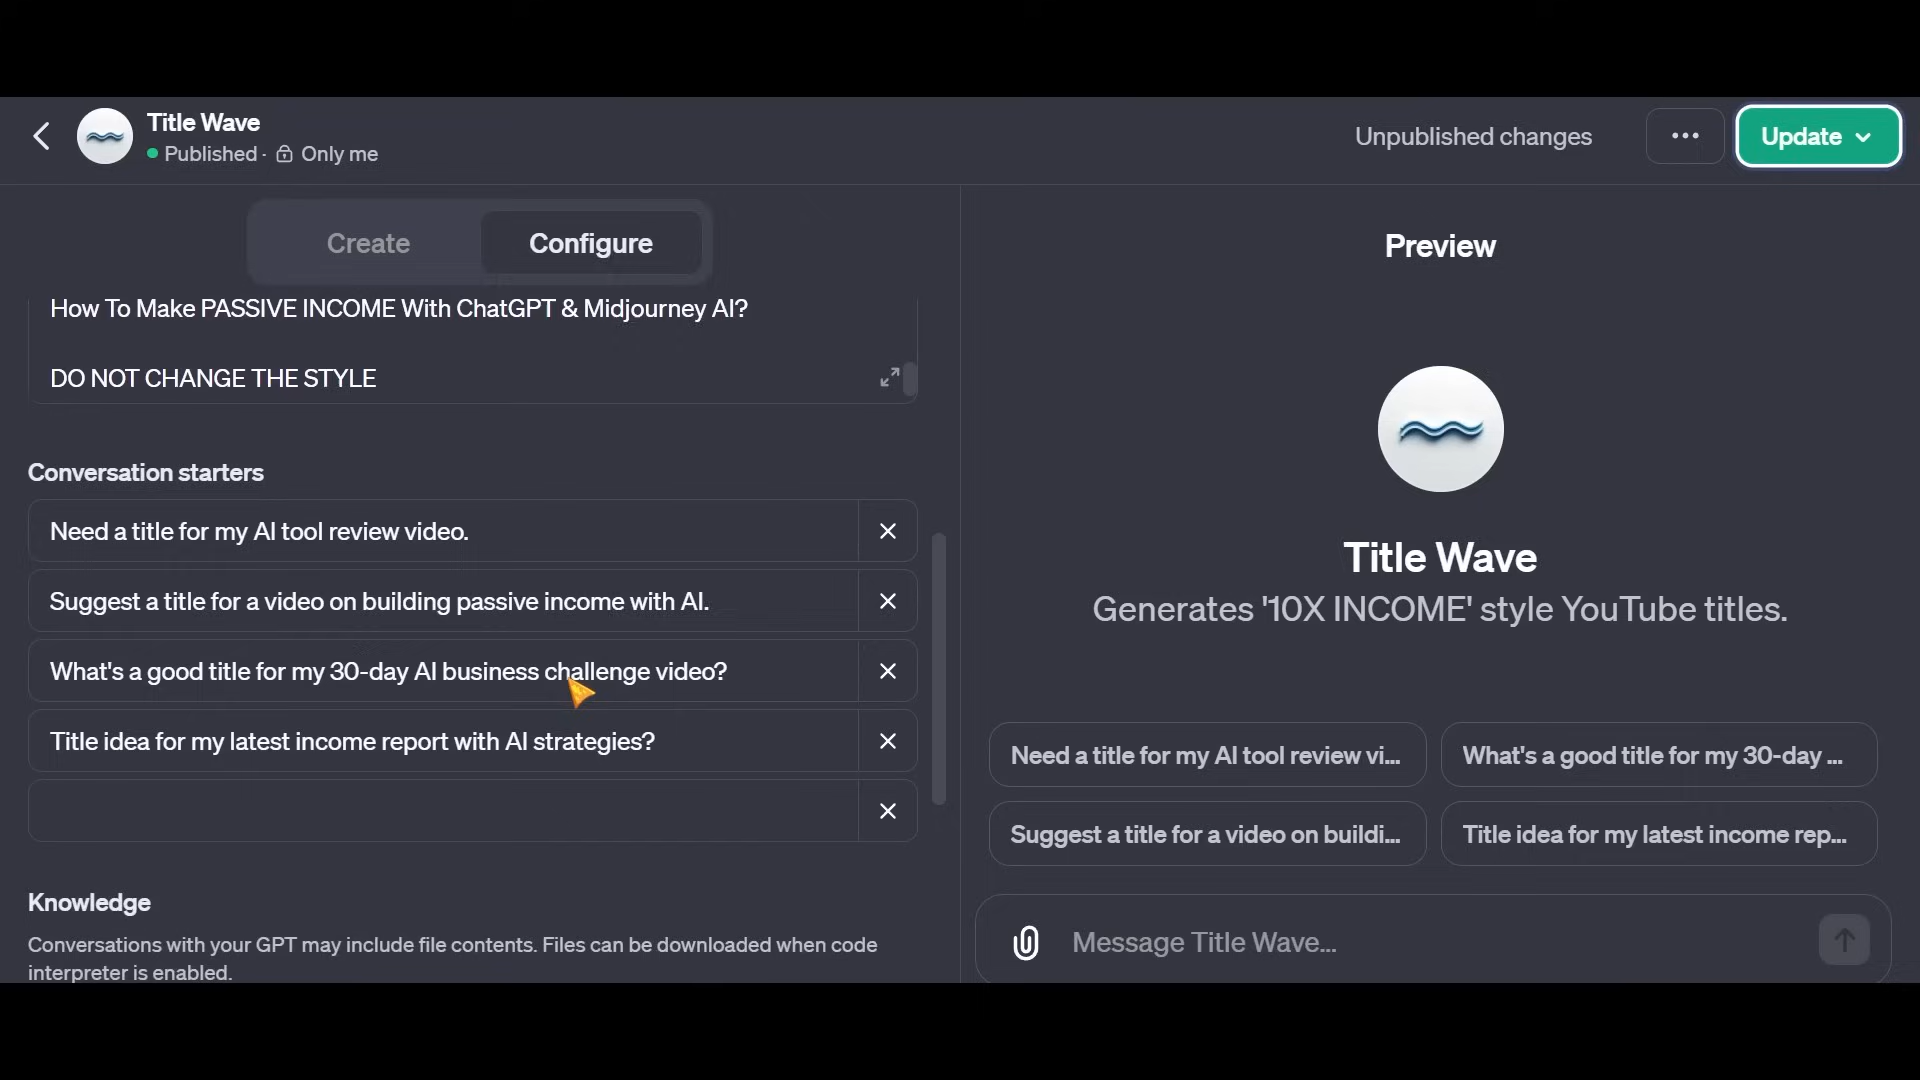 Title Wave
Published · Only me
Unpublished changes
Update
Create
Configure
How To Make PASSIVE INCOME With ChatGPT & Midjourney AI?
DO NOT CHANGE THE STYLE
Conversation starters
Need a title for my AI tool review video.
Suggest a title for a video on building passive income with AI.
What's a good title for my 30-day AI business challenge video?
Title idea for my latest income report with AI strategies?
Knowledge
Conversations with your GPT may include file contents. Files can be downloaded when code
interpreter is enabled.
Preview
Title Wave
Generates '10X INCOME' style YouTube titles.
Need a title for my AI tool review vi...
What's a good title for my 30-day ...
Suggest a title for a video on buildi...
Title idea for my latest income rep...
Message Title Wave...